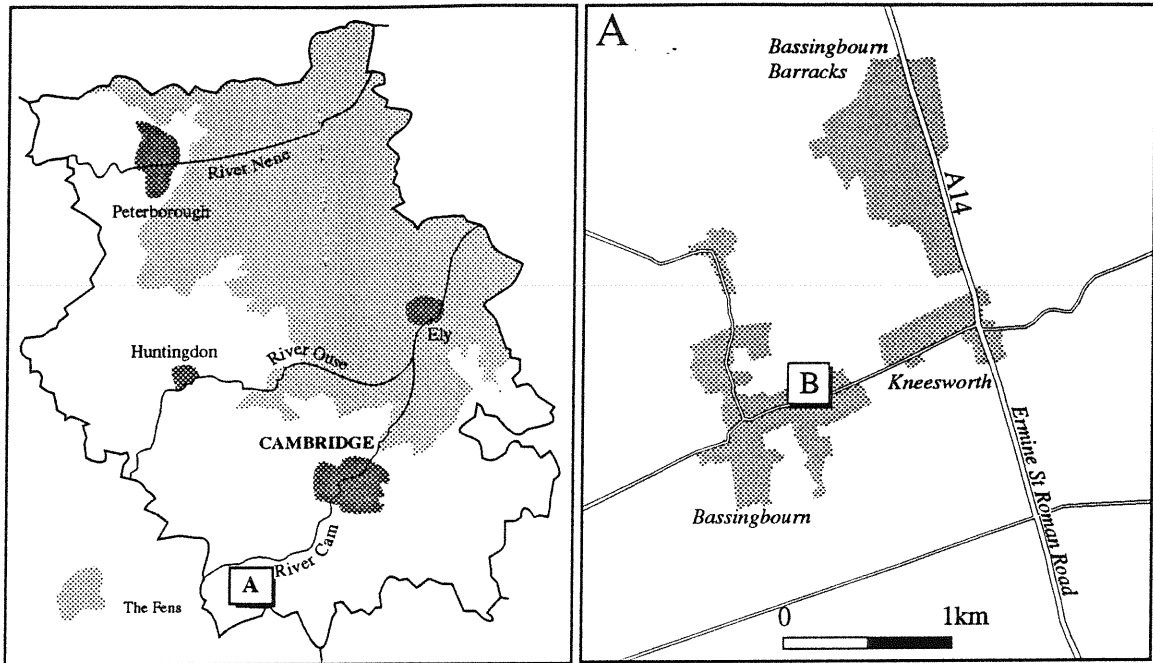 River Nene
Peterborough
Ely
Huntingdon
River Ouse
CAMBRIDGE
River Cam
A
The Fens
A
Bassingbourn
Barracks
A14
B
Kneesworth
Bassingbourn
Ermine St Roman Road
0 1km